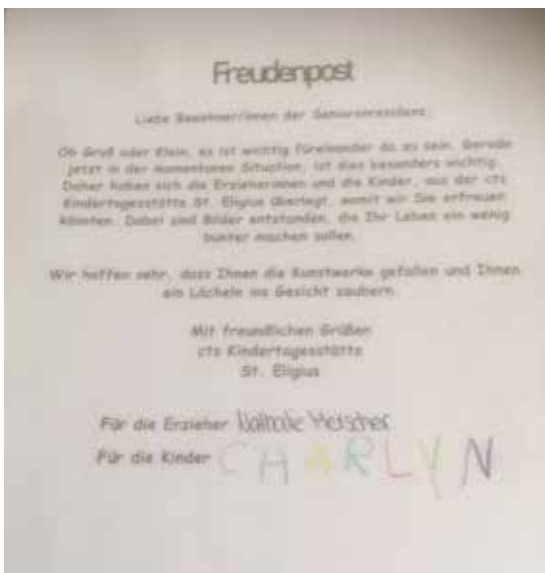 Freudenpost
Liebe Bewohner/innen der Seniorenresidenz,
Ob Groß oder Klein, es ist wichtig füreinander da zu sein. Gerade
jetzt in der momentanen Situation, ist dies besonders wichtig.
Daher haben sich die Erzieherinnen und die Kinder, aus der cts
Kindertagesstätte St. Eligius überlegt, womit wir Sie erfreuen
könnten. Dabei sind Bilder entstanden, die Ihr Leben ein wenig
bunter machen sollen.
Wir hoffen sehr, dass Ihnen die Kunstwerke gefallen und Ihnen
ein Lächeln ins Gesicht zaubern.
Mit freundlichen Grüßen
cts Kindertagesstätte
St. Eligius
Für die Erzieher
Für die Kinder CHARLYN